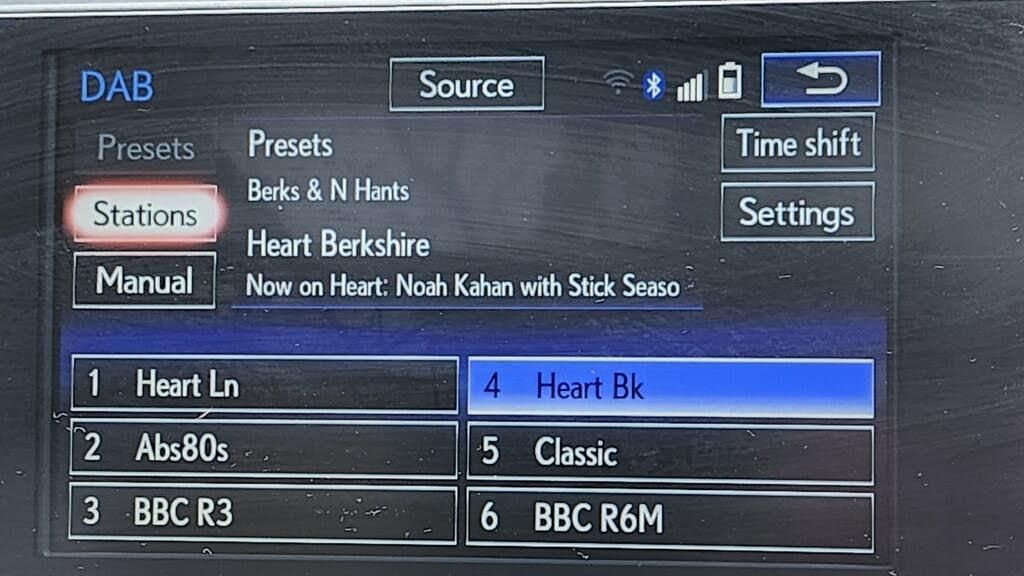 DAB
Source
Presets
Stations
Manual
Presets
Berks & N Hants
Heart Berkshire
Now on Heart: Noah Kahan with Stick Seaso
Time shift
Settings
1 Heart Ln
2 Abs80s
3 BBC R3
4 Heart Bk
5 Classic
6 BBC R6M